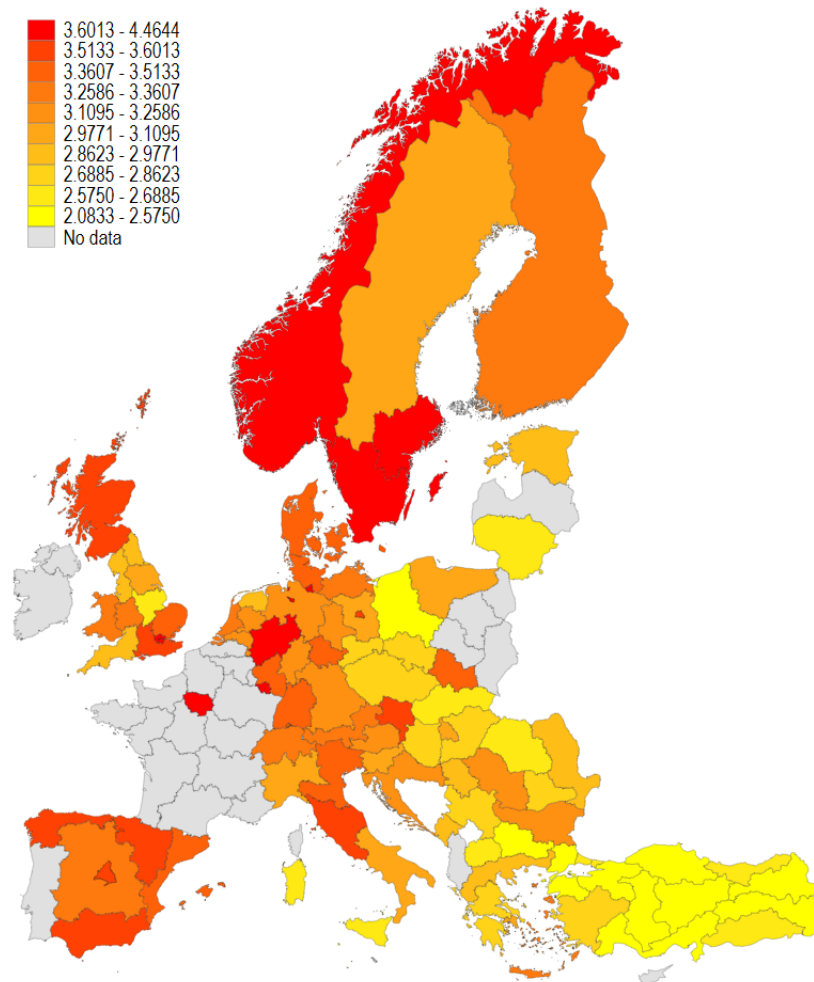 3.6013 - 4.4644
3.5133 - 3.6013
3.3607 - 3.5133
3.2586 - 3.3607
3.1095 - 3.2586
2.9771 - 3.1095
2.8623 - 2.9771
2.6885 - 2.8623
2.5750 - 2.6885
2.0833 - 2.5750
No data